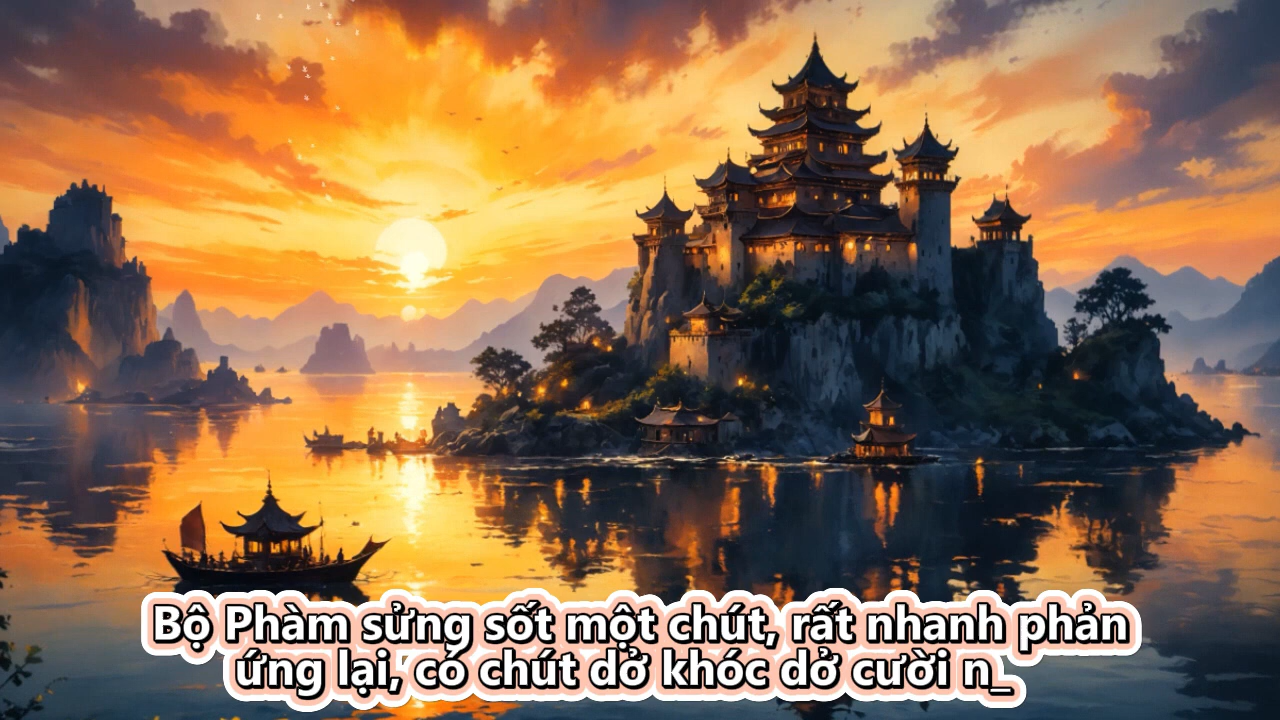 Bộ Phàm sửng sốt một chút, rất nhanh phản
ứng lại, có chút dở khóc dở cười n_